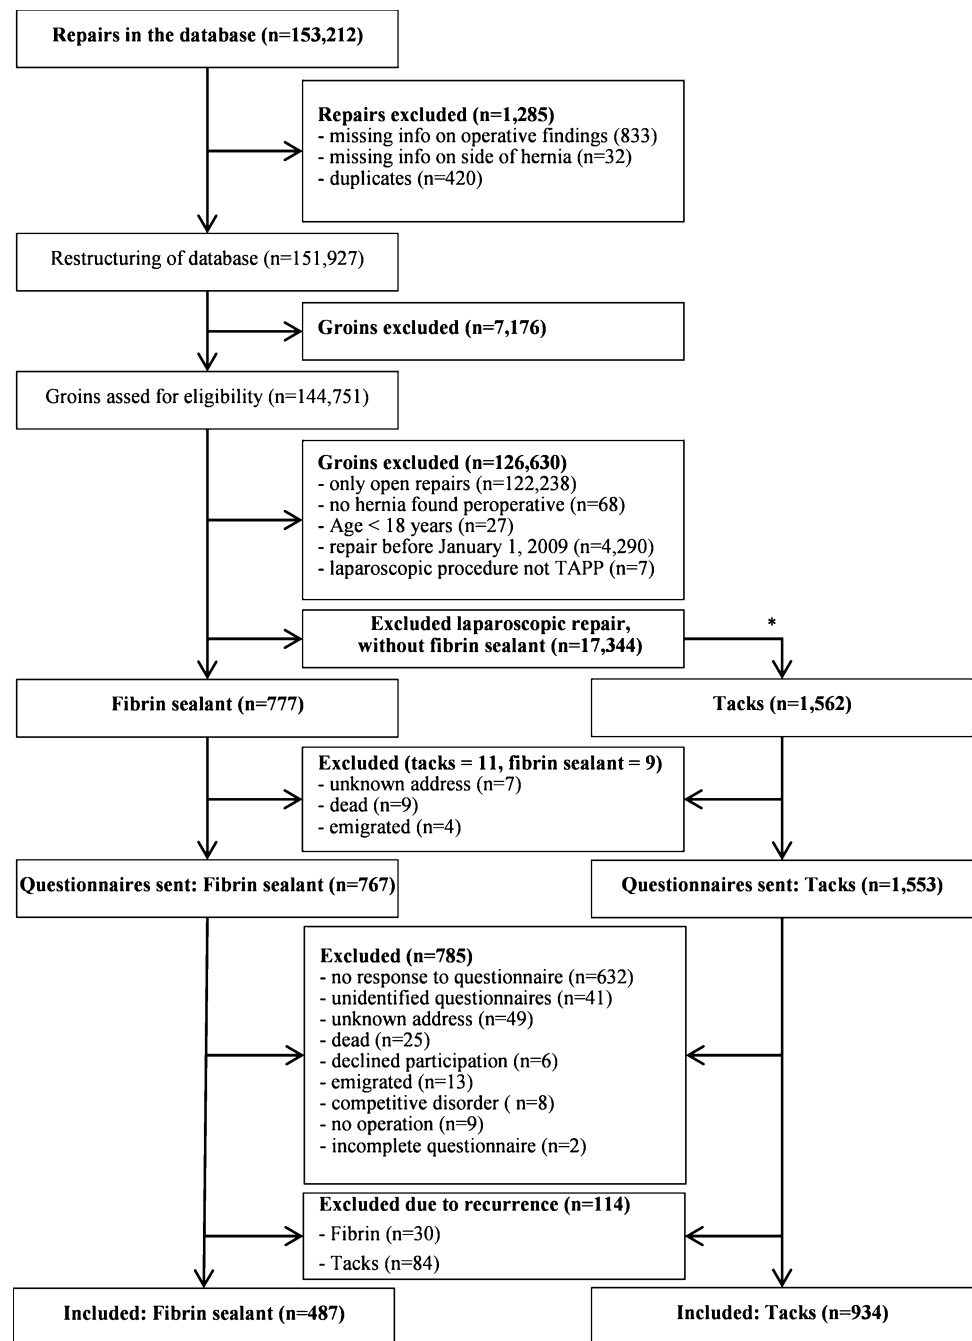 Repairs in the database (n=153,212)
Repairs excluded (n=1,285)
- missing info on operative findings (833)
- missing info on side of hernia (n=32)
- duplicates (n=420)
Restructuring of database (n=151,927)
Groins excluded (n=7,176)
Groins assed for eligibility (n=144,751)
Groins excluded (n=126,630)
- only open repairs (n=122,238)
- no hernia found peroperative (n=68)
- Age < 18 years (n=27)
- repair before January 1, 2009 (n=4,290)
- laparoscopic procedure not TAPP (n=7)
Excluded laparoscopic repair,
without fibrin sealant (n=17,344)
*
Fibrin sealant (n=777)
Tacks (n=1,562)
Excluded (tacks = 11, fibrin sealant = 9)
- unknown address (n=7)
- dead (n=9)
- emigrated (n=4)
Questionnaires sent: Fibrin sealant (n=767)
Questionnaires sent: Tacks (n=1,553)
Excluded (n=785)
- no response to questionnaire (n=632)
- unidentified questionnaires (n=41)
- unknown address (n=49)
- dead (n=25)
- declined participation (n=6)
- emigrated (n=13)
- competitive disorder ( n=8)
- no operation (n=9)
- incomplete questionnaire (n=2)
Excluded due to recurrence (n=114)
- Fibrin (n=30)
- Tacks (n=84)
Included: Fibrin sealant (n=487)
Included: Tacks (n=934)